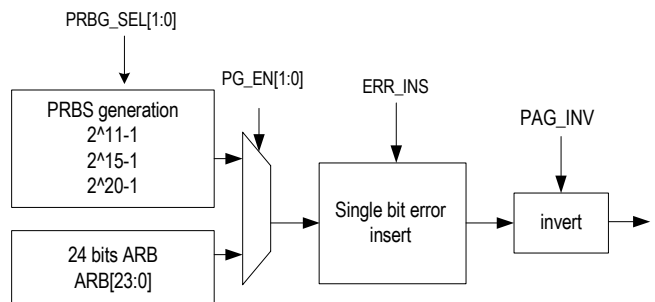 PRBG_SEL[1:0]
PG_EN[1:0]
ERR_INS
PAG_INV
PRBS generation
2^11-1
2^15-1
2^20-1
Single bit error
insert
invert
24 bits ARB
ARB[23:0]